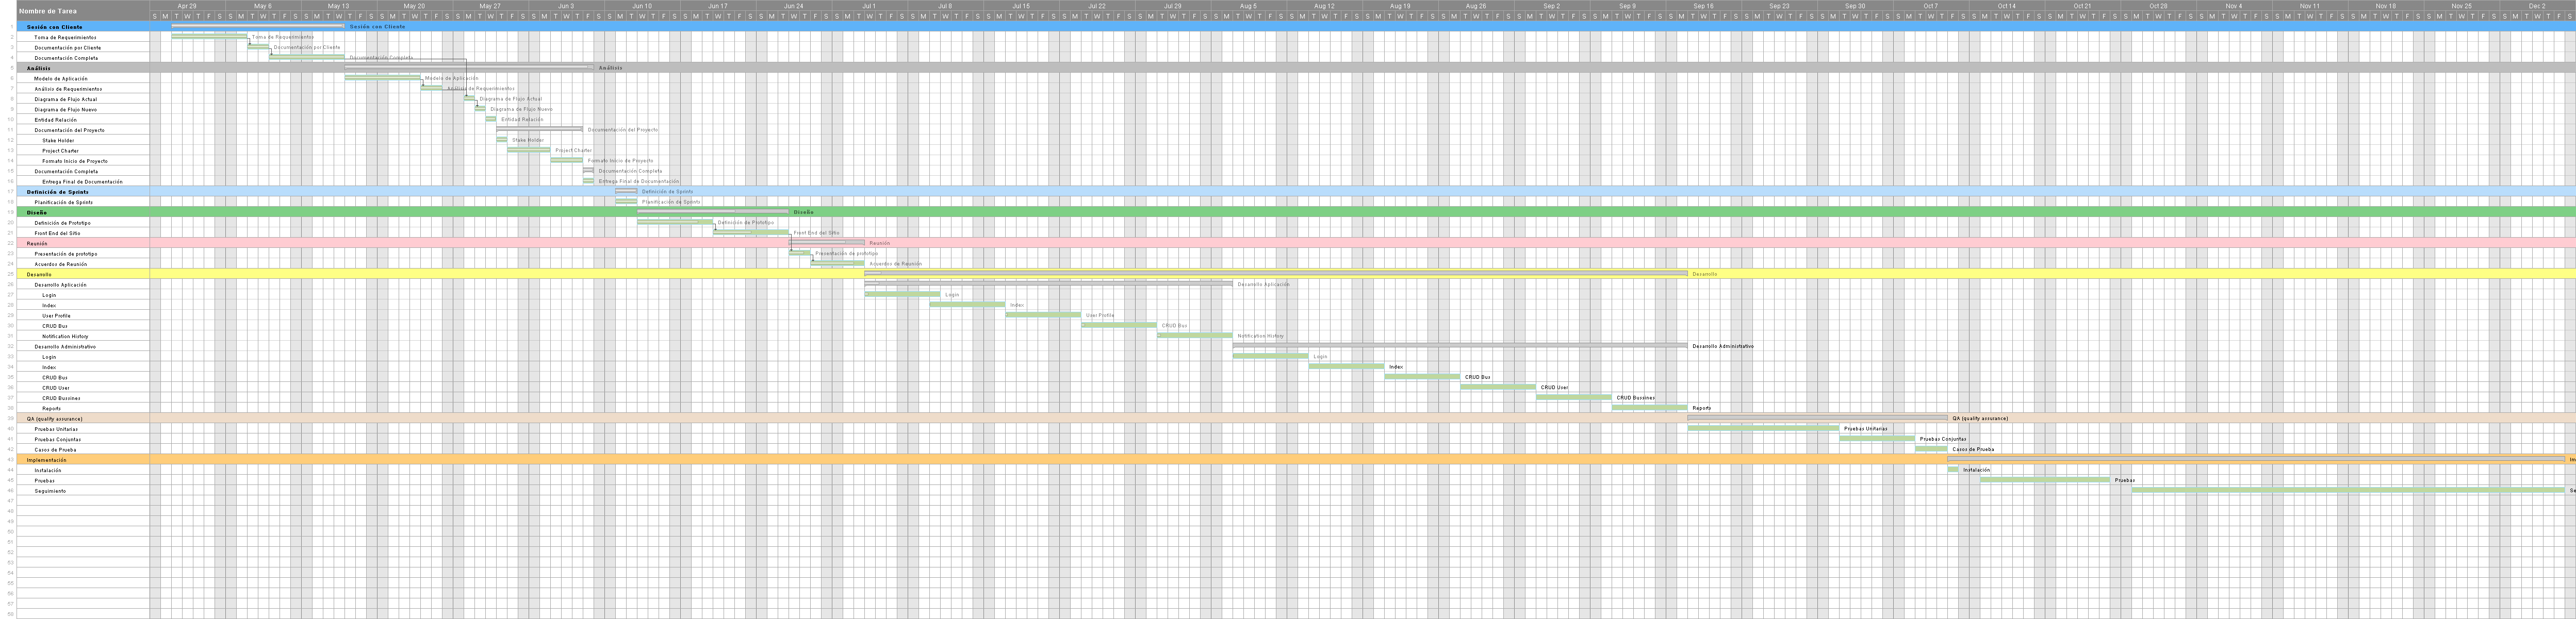 Nombre de Tarea
Apr 29 May 6 May 13 May 20 May 27 Jun 3 Jun 10 Jun 17 Jun 24 Jul 1 Jul 8 Jul 15 Jul 22 Jul 29 Aug 5 Aug 12 Aug 19 Aug 26 Sep 2 Sep 9 Sep 16 Sep 23 Sep 30 Oct 7 Oct 14 Oct 21 Oct 28 Nov 4 Nov 11 Nov 18 Nov 25 Dec 2
1 Sesión con Cliente Sesión con Cliente
2 Toma de Requerimientos Toma de Requerimientos
3 Documentación por Cliente Documentación por Cliente
4 Documentación Completa Documentación Completa
5 Análisis Análisis
6 Modelo de Aplicación Modelo de Aplicación
7 Análisis de Requerimientos Análisis de Requerimientos
8 Diagrama de Flujo Actual Diagrama de Flujo Actual
9 Diagrama de Flujo Nuevo Diagrama de Flujo Nuevo
10 Entidad Relación Entidad Relación
11 Documentación del Proyecto Documentación del Proyecto
12 Stake Holder Stake Holder
13 Project Charter Project Charter
14 Formato Inicio de Proyecto Formato Inicio de Proyecto
15 Documentación Completa Documentación Completa
16 Entrega Final de Documentación Entrega Final de Documentación
17 Definición de Sprints Definición de Sprints
18 Planificación de Sprints Planificación de Sprints
19 Diseño Diseño
20 Definición de Prototipo Definición de Prototipo
21 Front End del Sitio Front End del Sitio
22 Reunión Reunión
23 Presentación de prototipo Presentación de prototipo
24 Acuerdos de Reunión Acuerdos de Reunión
25 Desarrollo Desarrollo
26 Desarrollo Aplicación Desarrollo Aplicación
27 Login Login
28 Index Index
29 User Profile User Profile
30 CRUD Bus CRUD Bus
31 Notification History Notification History
32 Desarrollo Administrativo Desarrollo Administrativo
33 Login Login
34 Index Index
35 CRUD Bus CRUD Bus
36 CRUD User CRUD User
37 CRUD Bussines CRUD Bussines
38 Reports Reports
39 QA (quality assurance) QA (quality assurance)
40 Pruebas Unitarias Pruebas Unitarias
41 Pruebas Conjuntas Pruebas Conjuntas
42 Casos de Prueba Casos de Prueba
43 Implementación Im
44 Instalación Instalación
45 Pruebas Pruebas
46 Seguimiento Se
47
48
49
50
51
52
53
54
55
56
57
58